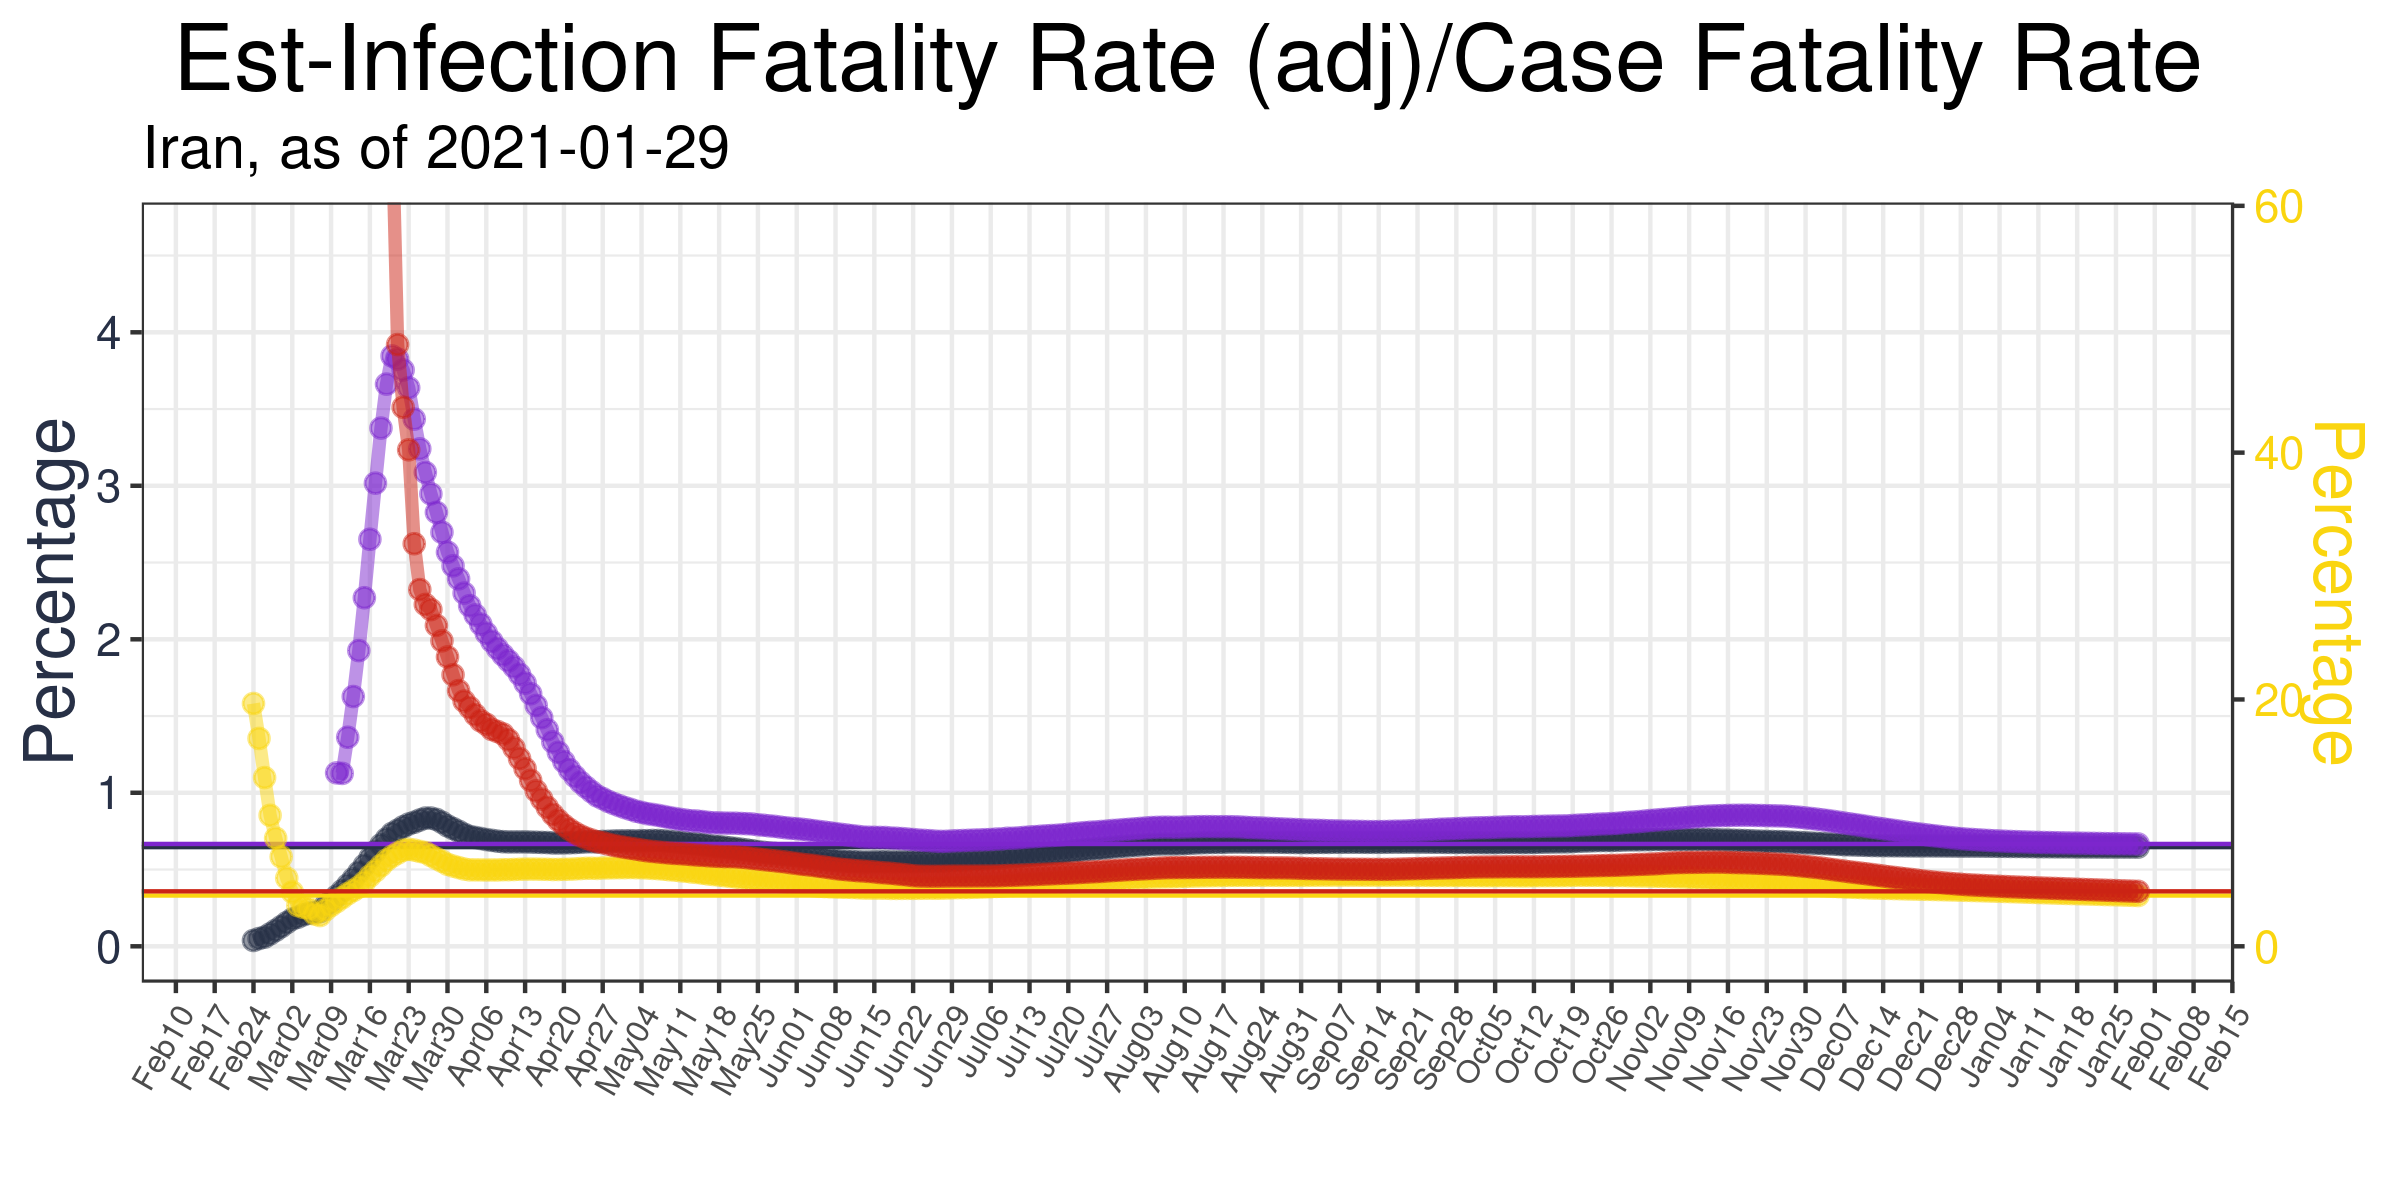 Est-Infection Fatality Rate (adj)/Case Fatality Rate
Iran, as of 2021-01-29
Percentage
4
3
2
1
0
60
40
20
0
Percentage
Feb10
Feb17
Feb24
Mar02
Mar09
Mar16
Mar23
Mar30
Apr06
Apr13
Apr20
Apr27
May04
May11
May18
May25
Jun01
Jun08
Jun15
Jun22
Jun29
Jul06
Jul13
Jul20
Jul27
Aug03
Aug10
Aug17
Aug24
Aug31
Sep07
Sep14
Sep21
Sep28
Oct05
Oct12
Oct19
Oct26
Nov02
Nov09
Nov16
Nov23
Nov30
Dec07
Dec14
Dec21
Dec28
Jan04
Jan11
Jan18
Jan25
Feb01
Feb08
Feb15